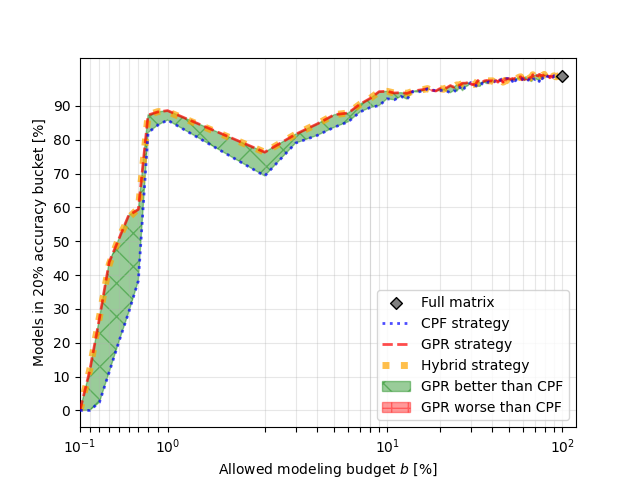 Models in 20% accuracy bucket [%]
90
80
70
60
50
40
30
20
10
0
Full matrix
CPF strategy
GPR strategy
Hybrid strategy
GPR better than CPF
GPR worse than CPF
10⁻¹ 10⁰ 10¹ 10²
Allowed modeling budget b [%]